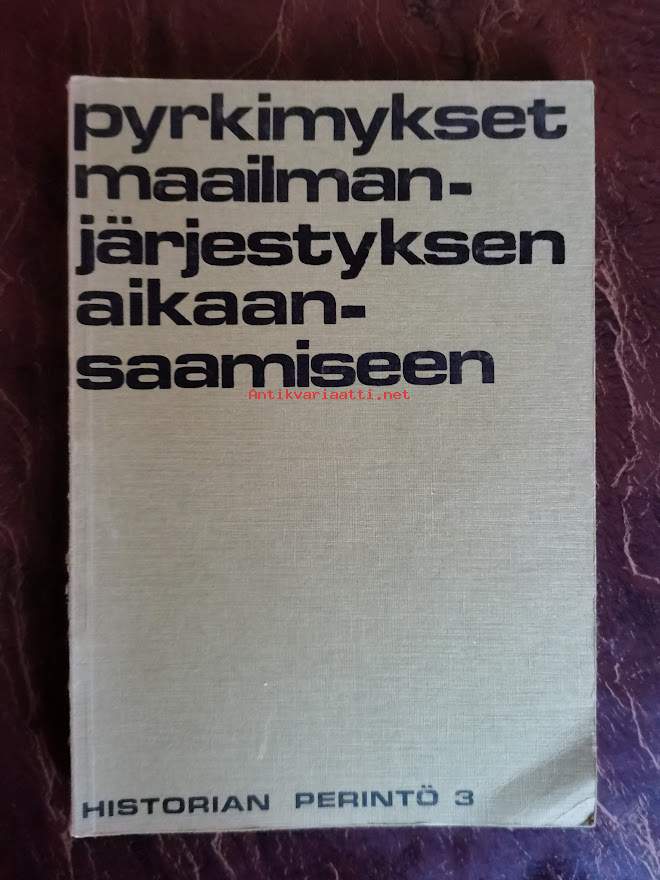 pyrkimykset
maailman-
järjestyksen
aikaan-
saamiseen
Antikvariaatti.net
HISTORIAN PERINTÖ 3